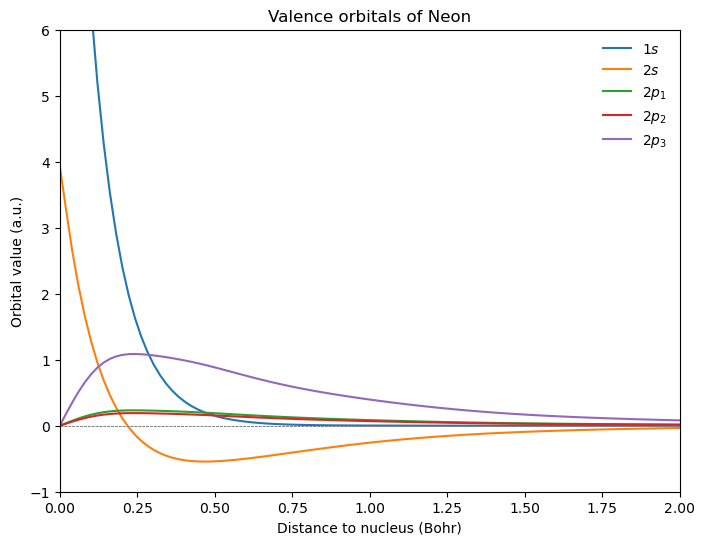 Valence orbitals of Neon
Orbital value (a.u.)
6
5
4
3
2
1
0
−1
1s
2s
2p₁
2p₂
2p₃
0.00 0.25 0.50 0.75 1.00 1.25 1.50 1.75 2.00
Distance to nucleus (Bohr)